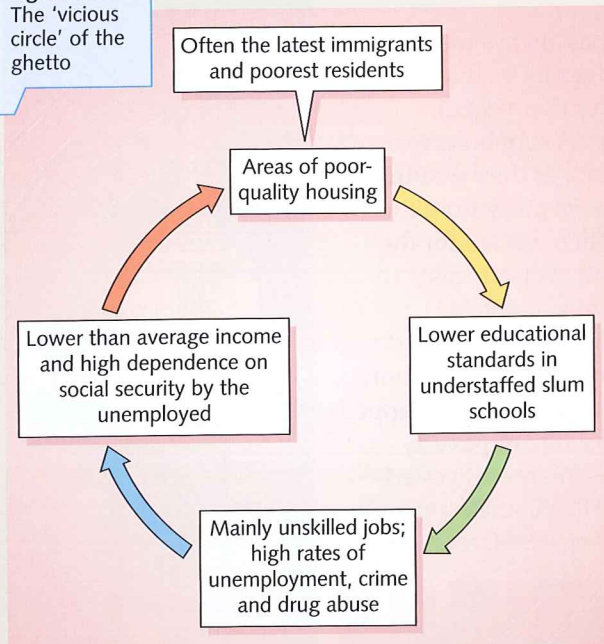 The 'vicious
circle' of the
ghetto
Often the latest immigrants
and poorest residents
Areas of poor-
quality housing
Lower educational
standards in
understaffed slum
schools
Mainly unskilled jobs;
high rates of
unemployment, crime
and drug abuse
Lower than average income
and high dependence on
social security by the
unemployed